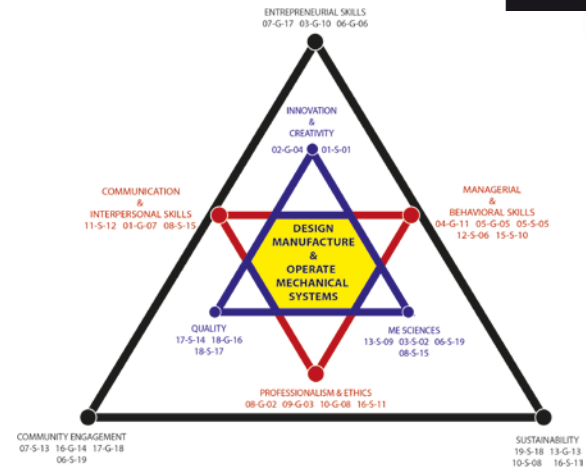 ENTREPRENEURIAL SKILLS
07-G-17 03-G-10 06-G-06
INNOVATION
&
CREATIVITY
02-G-04 01-S-01
COMMUNICATION
&
INTERPERSONAL SKILLS
11-S-12 01-G-07 08-S-15
MANAGERIAL
&
BEHAVIORAL SKILLS
04-G-11 05-G-05 05-S-05
12-S-06 15-S-10
DESIGN
MANUFACTURE
&
OPERATE
MECHANICAL
SYSTEMS
QUALITY
17-S-14 18-G-16
18-S-17
ME SCIENCES
13-S-09 03-S-02 06-S-19
08-S-15
PROFESSIONALISM & ETHICS
08-G-02 09-G-03 10-G-08 16-S-11
COMMUNITY ENGAGEMENT
07-S-13 16-G-14 17-G-18
06-S-19
SUSTAINABILITY
19-S-18 13-G-13
10-S-08 16-S-11